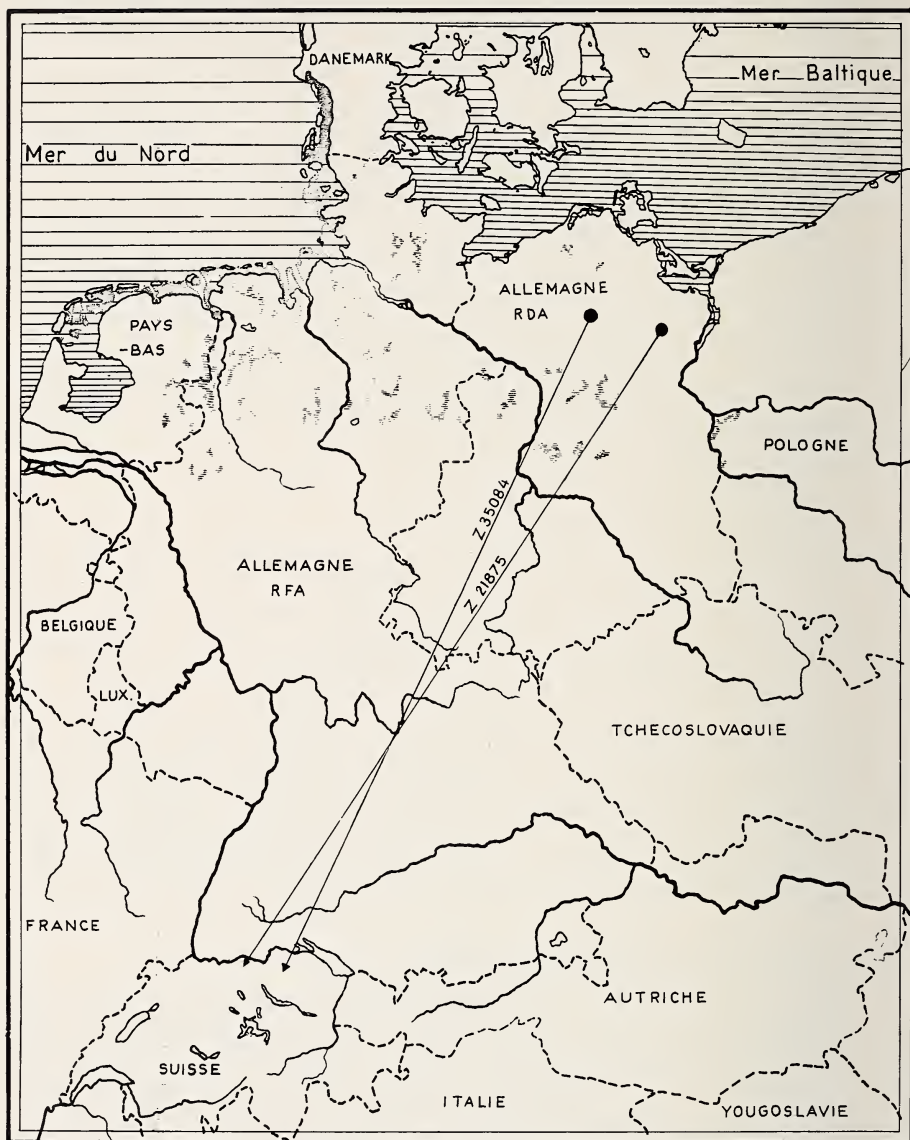 DANEMARK
Mer Baltique
Mer du Nord
ALLEMAGNE
RDA
PAYS
-BAS
POLOGNE
Z 35084
Z 21875
ALLEMAGNE
RFA
BELGIQUE
LUX.
TCHECOSLOVAQUIE
FRANCE
AUTRICHE
SUISSE
ITALIE
YOUGOSLAVIE